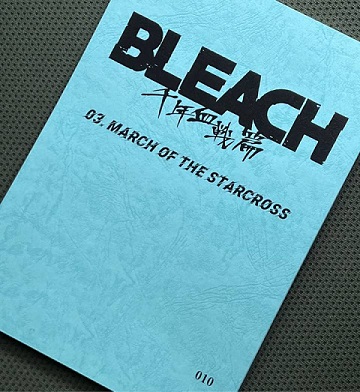 BLEACH
千年血戦篇
03. MARCH OF THE STARCROSS
010